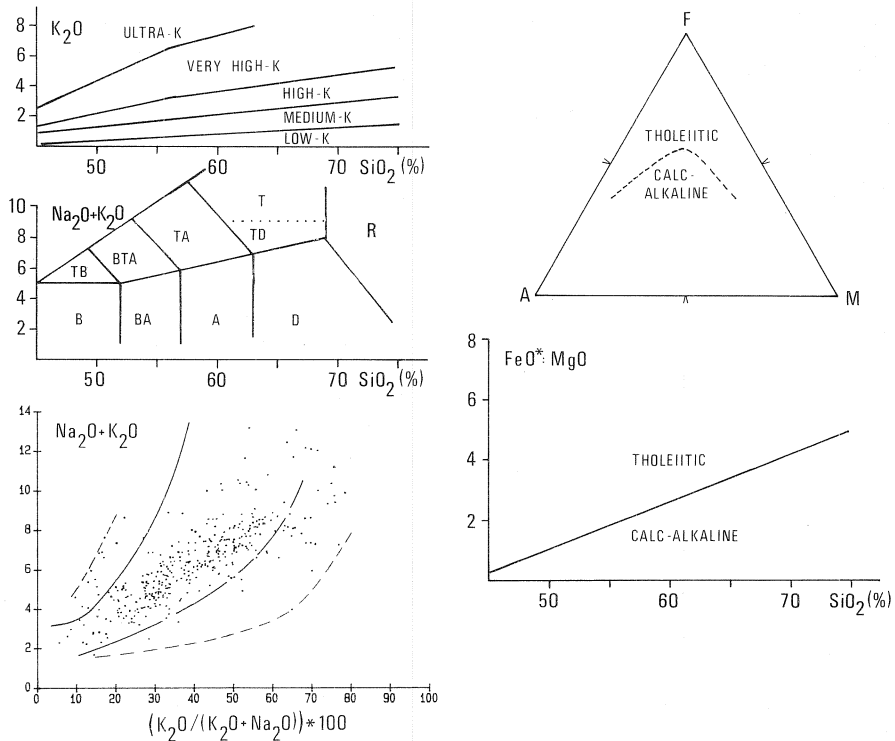 K₂O
8
6
4
2
ULTRA-K
VERY HIGH-K
HIGH-K
MEDIUM-K
LOW-K
50 60 70 SiO₂(%)
Na₂O+K₂O
10
8
6
4
2
T
TD
R
TA
BTA
TB
B BA A D
50 60 70 SiO₂(%)
14
12
10
8
6
4
2
0
Na₂O+K₂O
0 10 20 30 40 50 60 70 80 90 100
(K₂O/(K₂O+Na₂O))*100
F
THOLEIITIC
CALC-
ALKALINE
A M
8
6
4
2
FeO*:MgO
THOLEIITIC
CALC-ALKALINE
50 60 70 SiO₂(%)